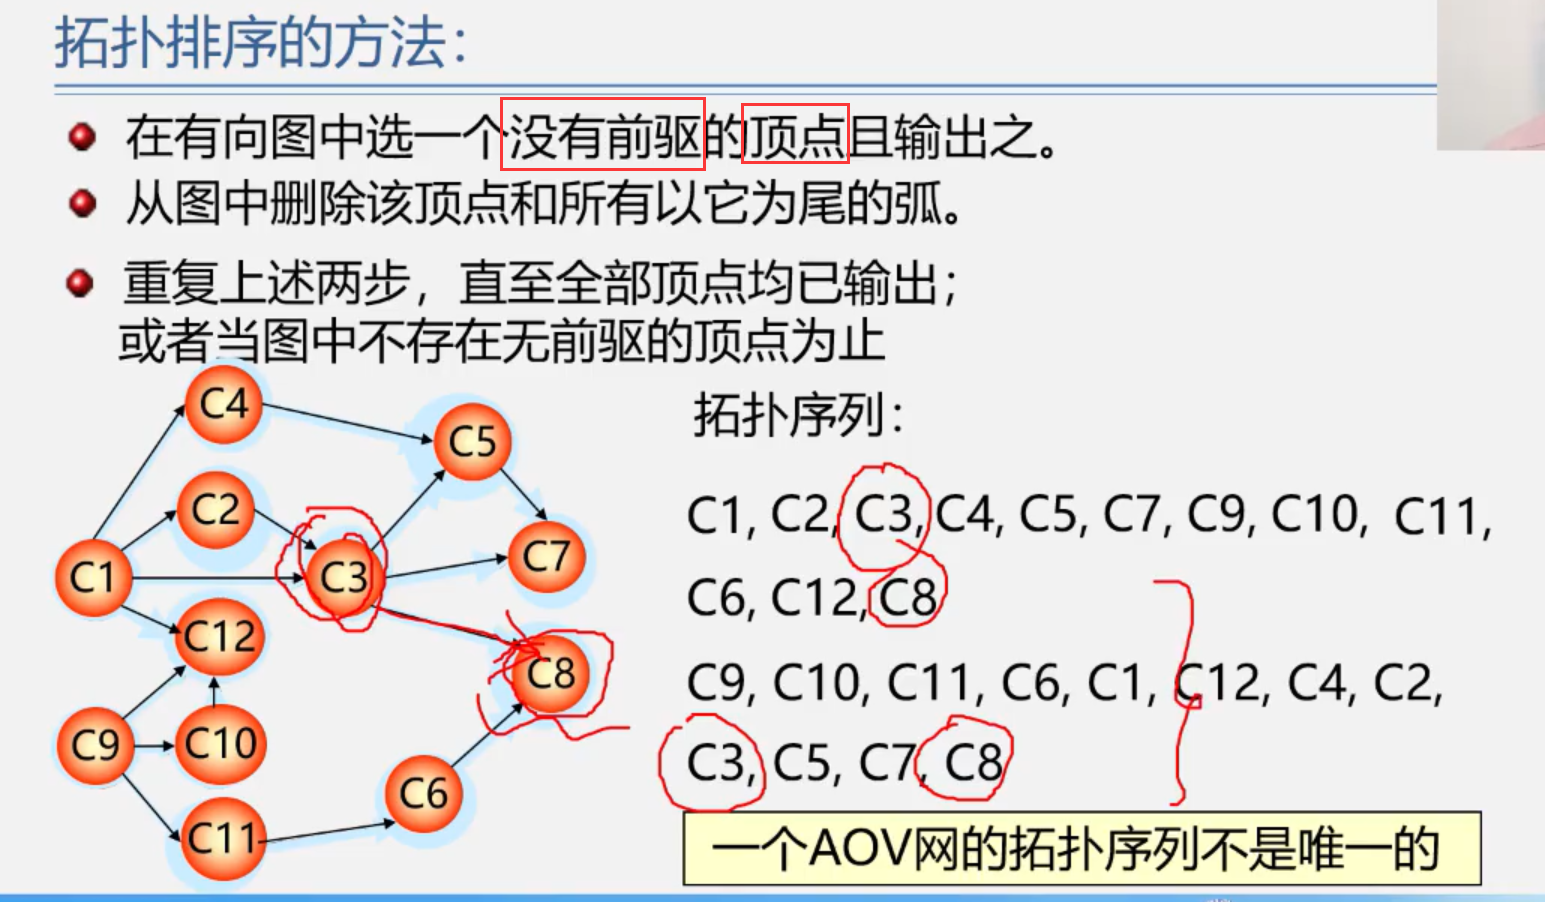 拓扑排序的方法：
在有向图中选一个没有前驱的顶点且输出之。
从图中删除该顶点和所有以它为尾的弧。
重复上述两步，直至全部顶点均已输出；
或者当图中不存在无前驱的顶点为止
C4
C5
C2
C7
C1
C3
C12
C8
C9
C10
C6
C11
拓扑序列：
C1, C2, C3, C4, C5, C7, C9, C10, C11,
C6, C12, C8
C9, C10, C11, C6, C1, C12, C4, C2,
C3, C5, C7, C8
一个AOV网的拓扑序列不是唯一的